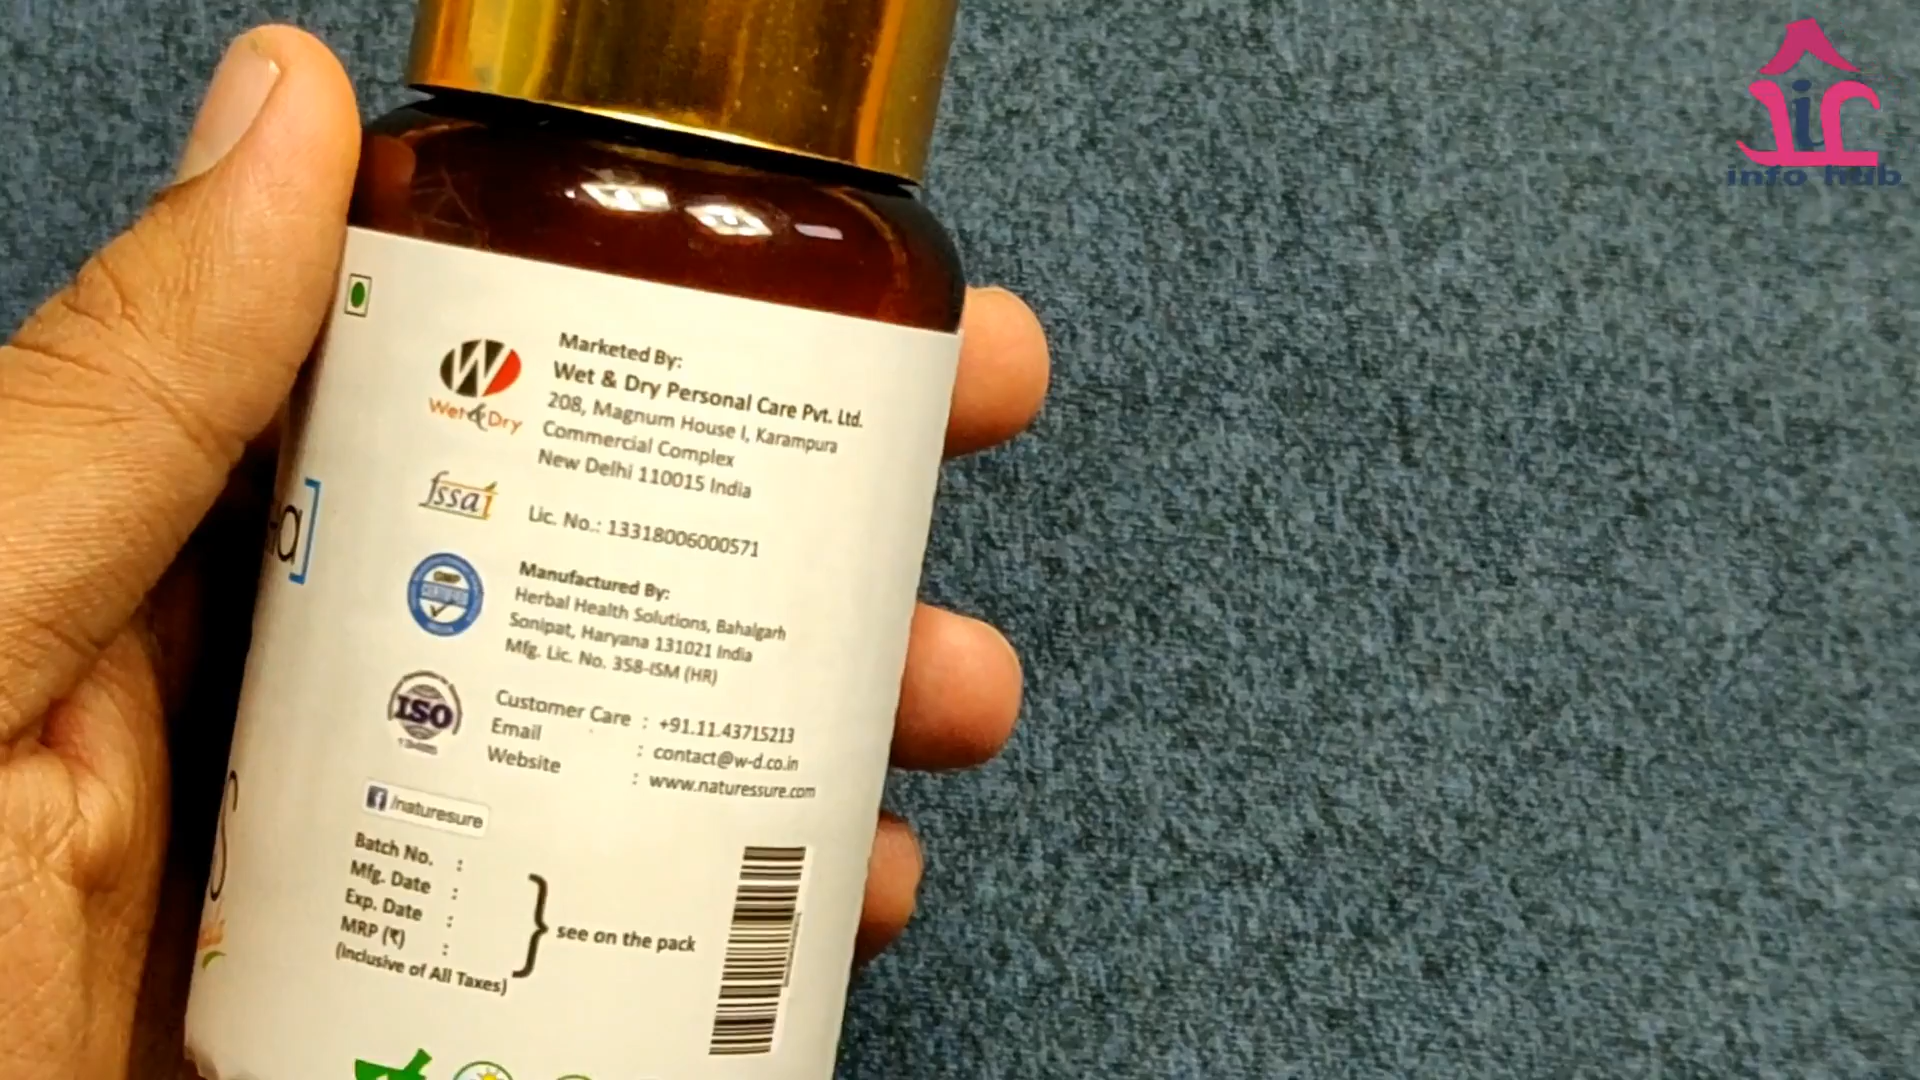 info hub
Marketed By:
Wet & Dry Personal Care Pvt. Ltd.
208, Magnum House I, Karampura
Commercial Complex
New Delhi 110015 India
Wet & Dry
fssai
Lic. No.: 13318006000571
GMP
CERTIFIED
Manufactured By:
Herbal Health Solutions, Bahalgarh
Sonipat, Haryana 131021 India
Mfg. Lic. No. 358-ISM (HR)
ISO
Customer Care : +91.11.43715213
Email : contact@w-d.co.in
Website : www.naturessure.com
/naturesure
Batch No. :
Mfg. Date :
Exp. Date :
MRP (₹) :
(Inclusive of All Taxes)
see on the pack